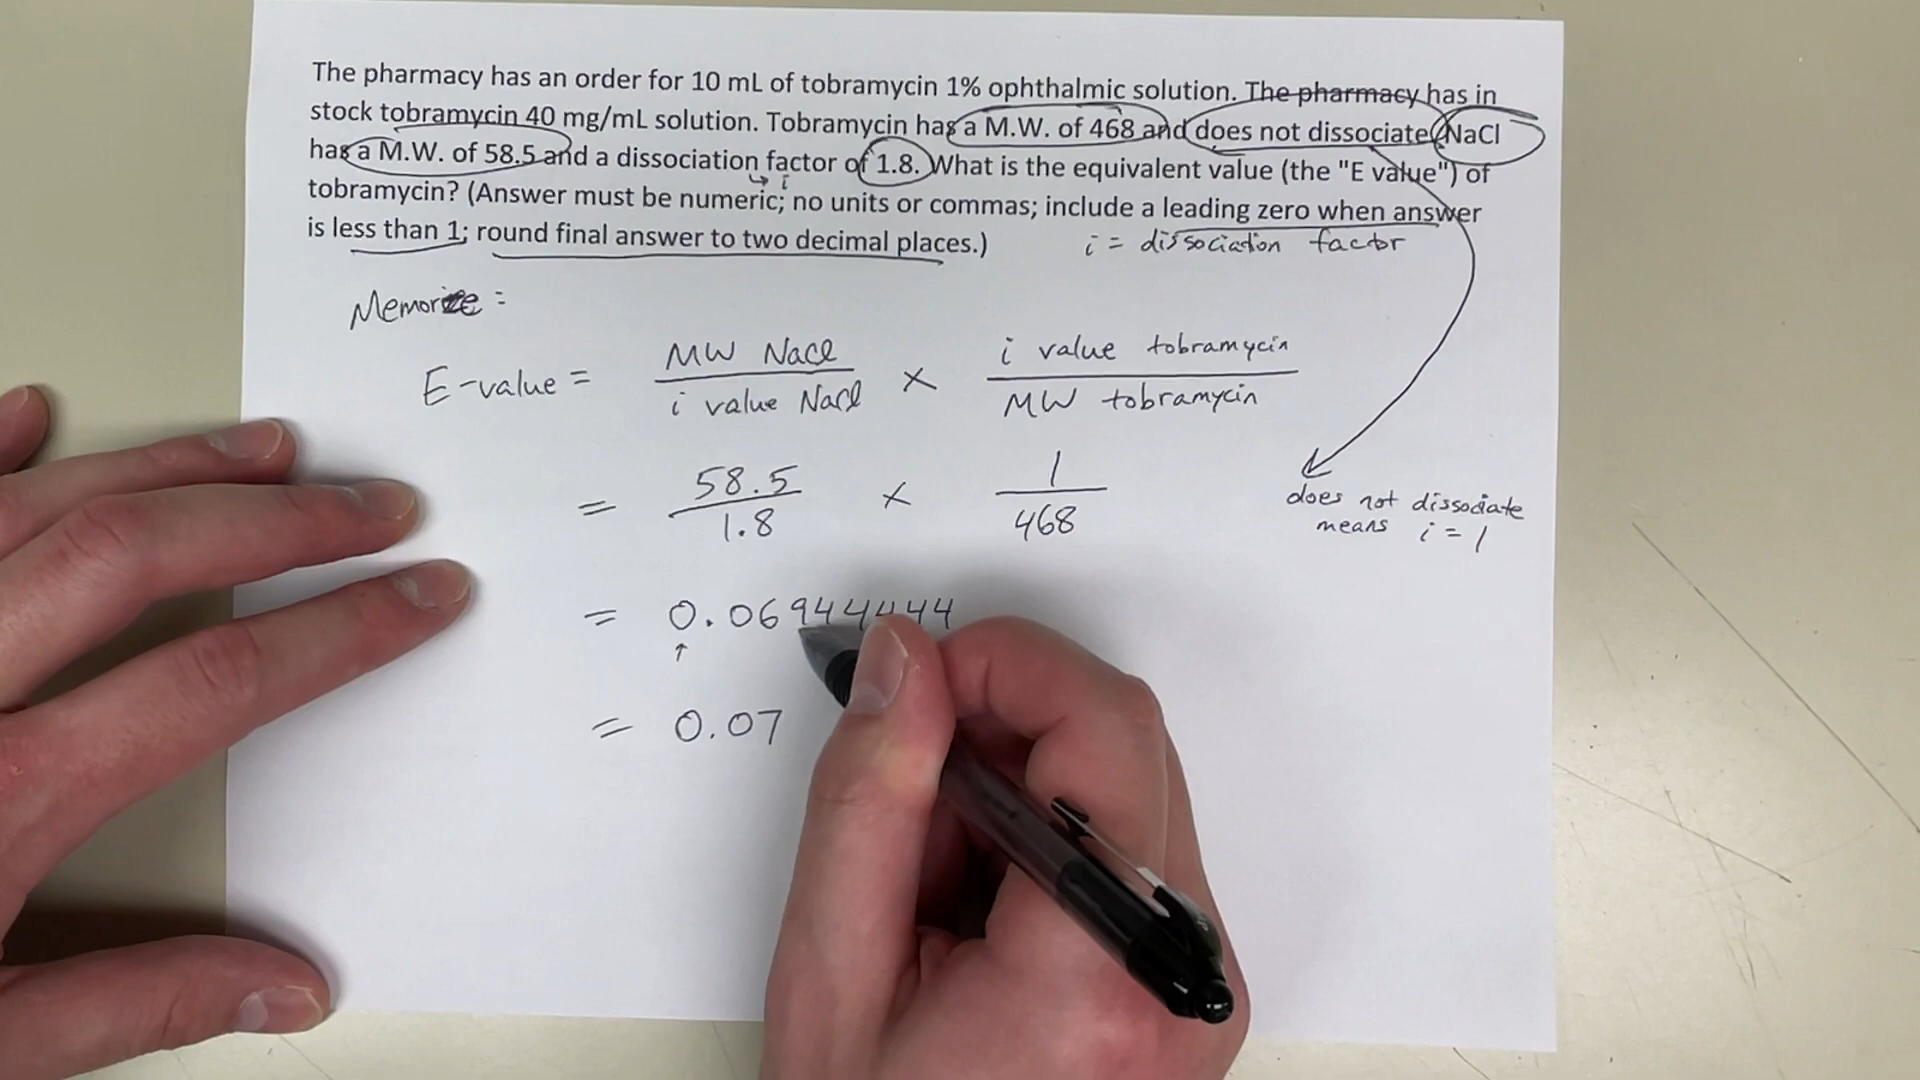 The pharmacy has an order for 10 mL of tobramycin 1% ophthalmic solution. The pharmacy has in
stock tobramycin 40 mg/mL solution. Tobramycin has a M.W. of 468 and does not dissociate. NaCl
has a M.W. of 58.5 and a dissociation factor of 1.8. What is the equivalent value (the "E value") of
↳ i
tobramycin? (Answer must be numeric; no units or commas; include a leading zero when answer
is less than 1; round final answer to two decimal places.)
i = dissociation factor
Memorize:
E-value = MW NaCl / i value NaCl × i value tobramycin / MW tobramycin
= 58.5 / 1.8 × 1 / 468
does not dissociate
means i = 1
= 0.06944444
↑
= 0.07